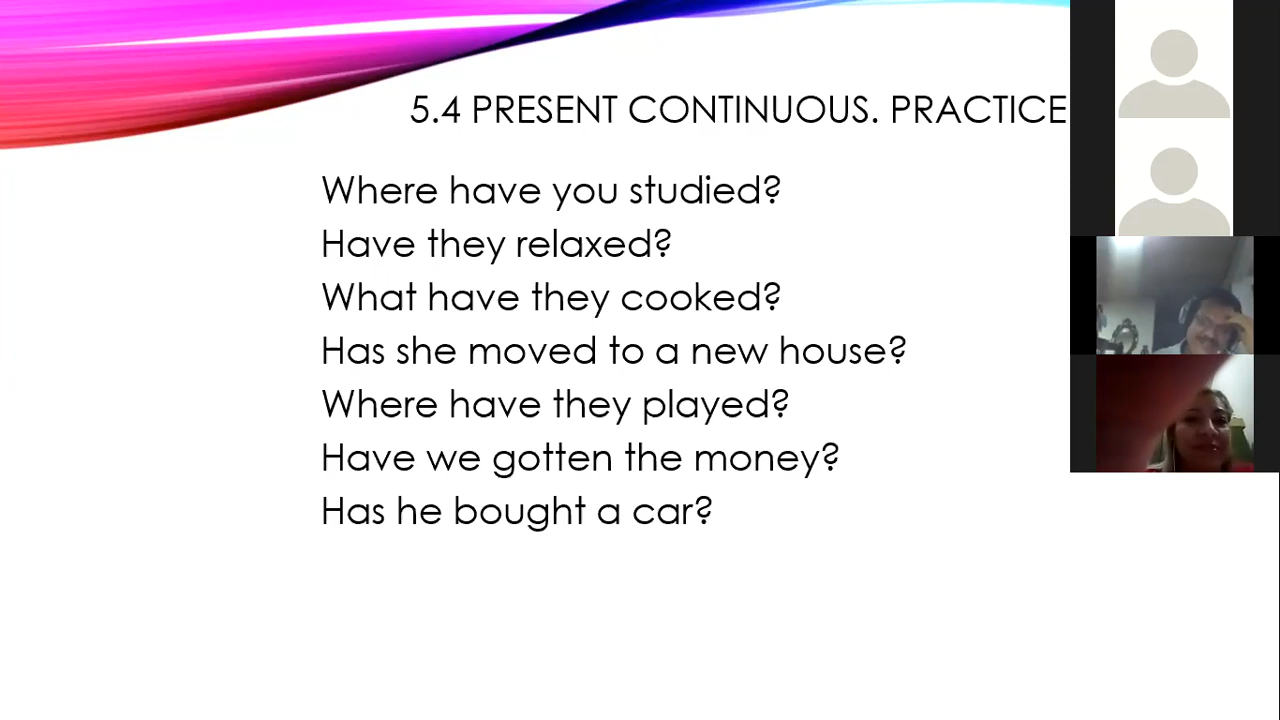 5.4 PRESENT CONTINUOUS. PRACTICE
Where have you studied?
Have they relaxed?
What have they cooked?
Has she moved to a new house?
Where have they played?
Have we gotten the money?
Has he bought a car?